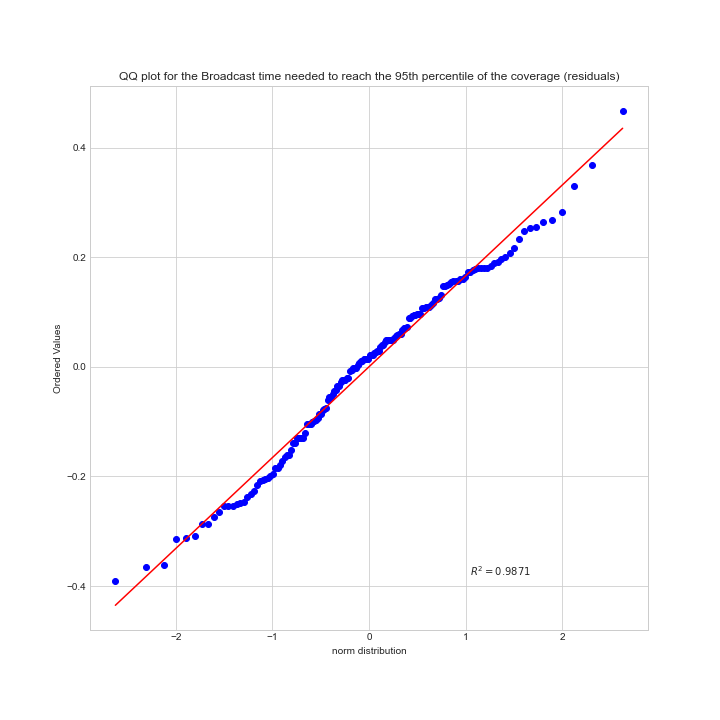 QQ plot for the Broadcast time needed to reach the 95th percentile of the coverage (residuals)
0.4
0.2
0.0
−0.2
−0.4
Ordered Values
R² = 0.9871
−2
−1
0
1
2
norm distribution